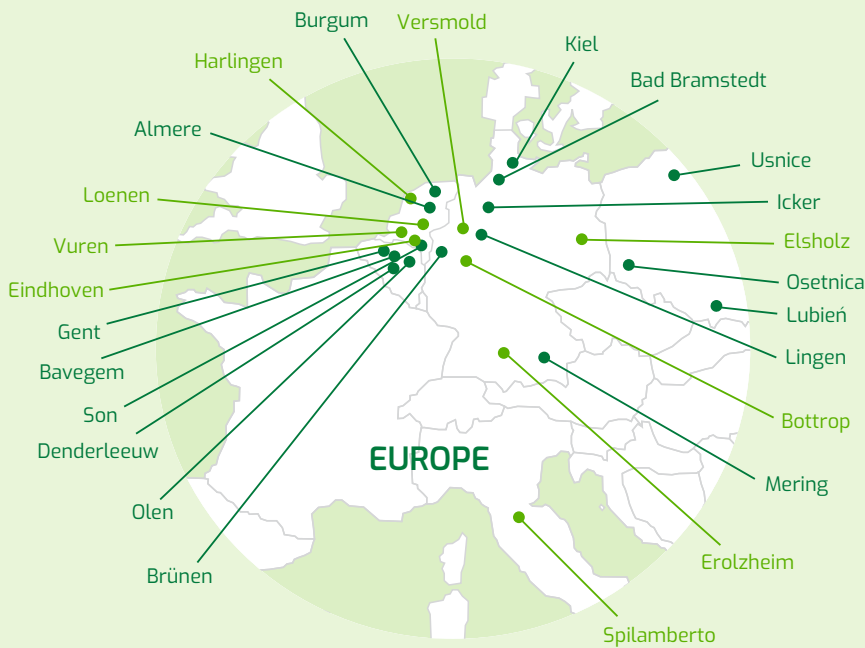 Burgum
Versmold
Kiel
Harlingen
Bad Bramstedt
Almere
Usnice
Loenen
Icker
Vuren
Elsholz
Eindhoven
Osetnica
Gent
Lubień
Bavegem
Lingen
Son
Bottrop
Denderleeuw
EUROPE
Mering
Olen
Brünen
Erolzheim
Spilamberto